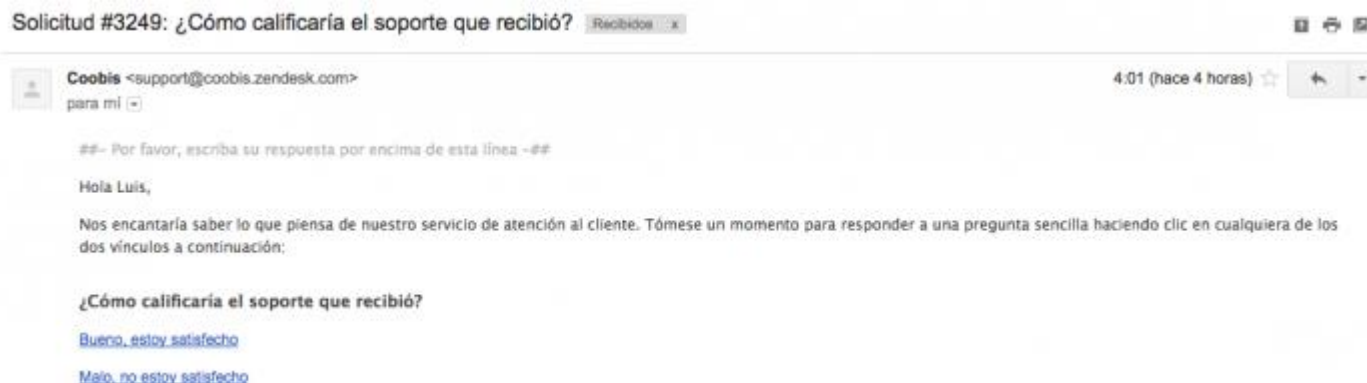 Solicitud #3249: ¿Cómo calificaría el soporte que recibió? Recibidos x
Coobis <support@coobis.zendesk.com> 4:01 (hace 4 horas)
para mí
##- Por favor, escriba su respuesta por encima de esta línea -##
Hola Luis,
Nos encantaría saber lo que piensa de nuestro servicio de atención al cliente. Tómese un momento para responder a una pregunta sencilla haciendo clic en cualquiera de los
dos vínculos a continuación:
¿Cómo calificaría el soporte que recibió?
Bueno, estoy satisfecho
Malo, no estoy satisfecho